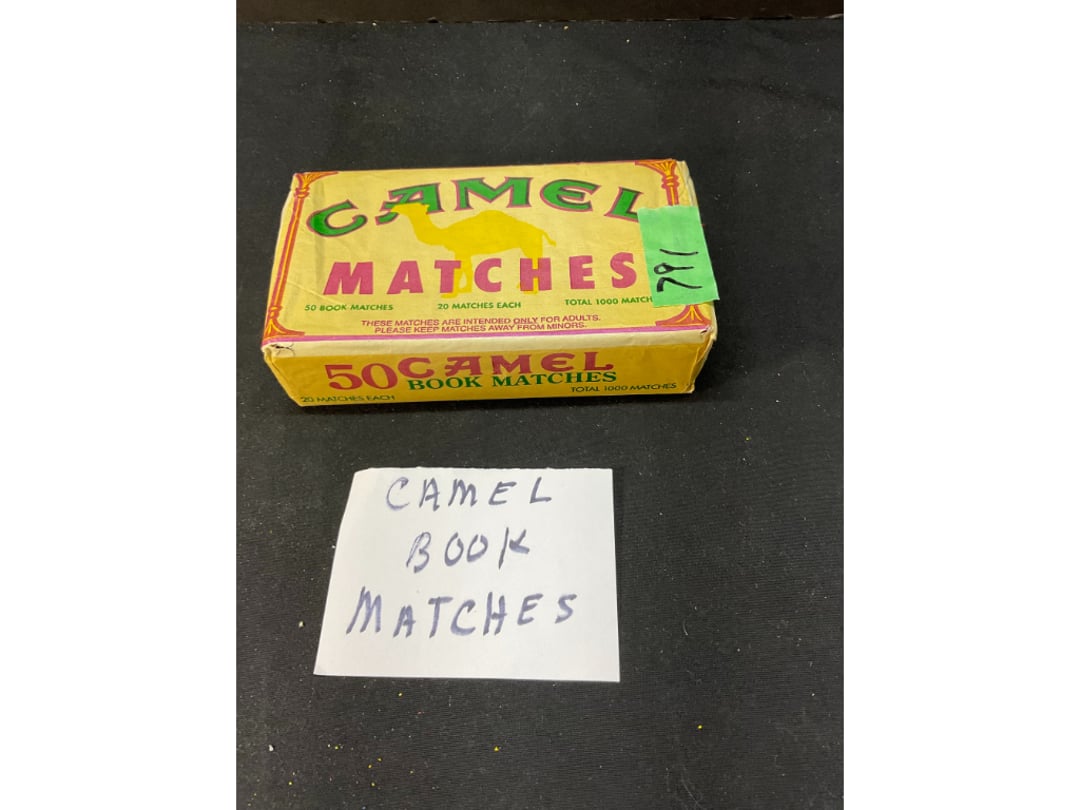 CAMEL
MATCHES
791
50 BOOK MATCHES 20 MATCHES EACH TOTAL 1000 MATCH
THESE MATCHES ARE INTENDED ONLY FOR ADULTS.
PLEASE KEEP MATCHES AWAY FROM MINORS.
50 CAMEL
BOOK MATCHES
20 MATCHES EACH TOTAL 1000 MATCHES
CAMEL
BOOK
MATCHES